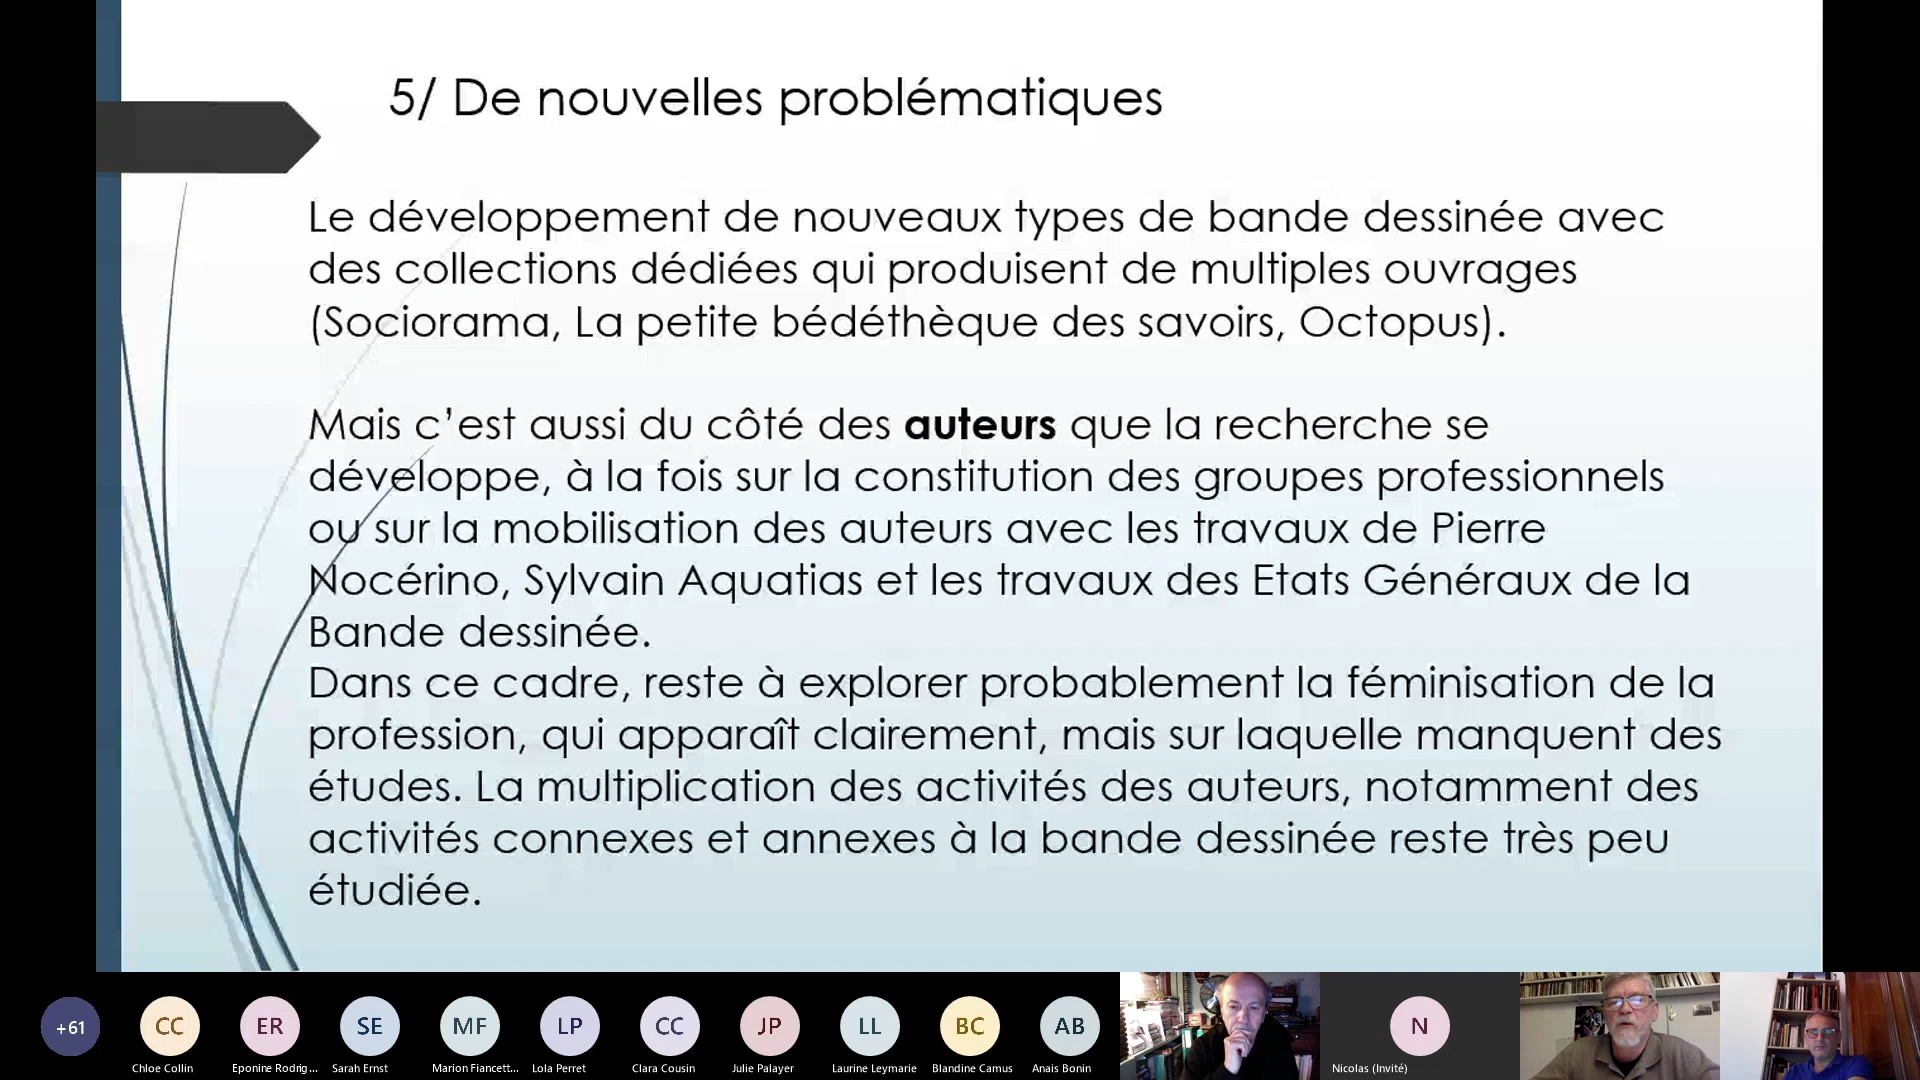 5/ De nouvelles problématiques
Le développement de nouveaux types de bande dessinée avec
des collections dédiées qui produisent de multiples ouvrages
(Sociorama, La petite bédéthèque des savoirs, Octopus).
Mais c’est aussi du côté des auteurs que la recherche se
développe, à la fois sur la constitution des groupes professionnels
ou sur la mobilisation des auteurs avec les travaux de Pierre
Nocérino, Sylvain Aquatias et les travaux des Etats Généraux de la
Bande dessinée.
Dans ce cadre, reste à explorer probablement la féminisation de la
profession, qui apparaît clairement, mais sur laquelle manquent des
études. La multiplication des activités des auteurs, notamment des
activités connexes et annexes à la bande dessinée reste très peu
étudiée.
+61 CC ER SE MF LP CC JP LL BC AB N
Chloe Collin Eponine Rodrig... Sarah Ernst Marion Fiancett... Lola Perret Clara Cousin Julie Palayer Laurine Leymarie Blandine Camus Anais Bonin Nicolas (Invité)